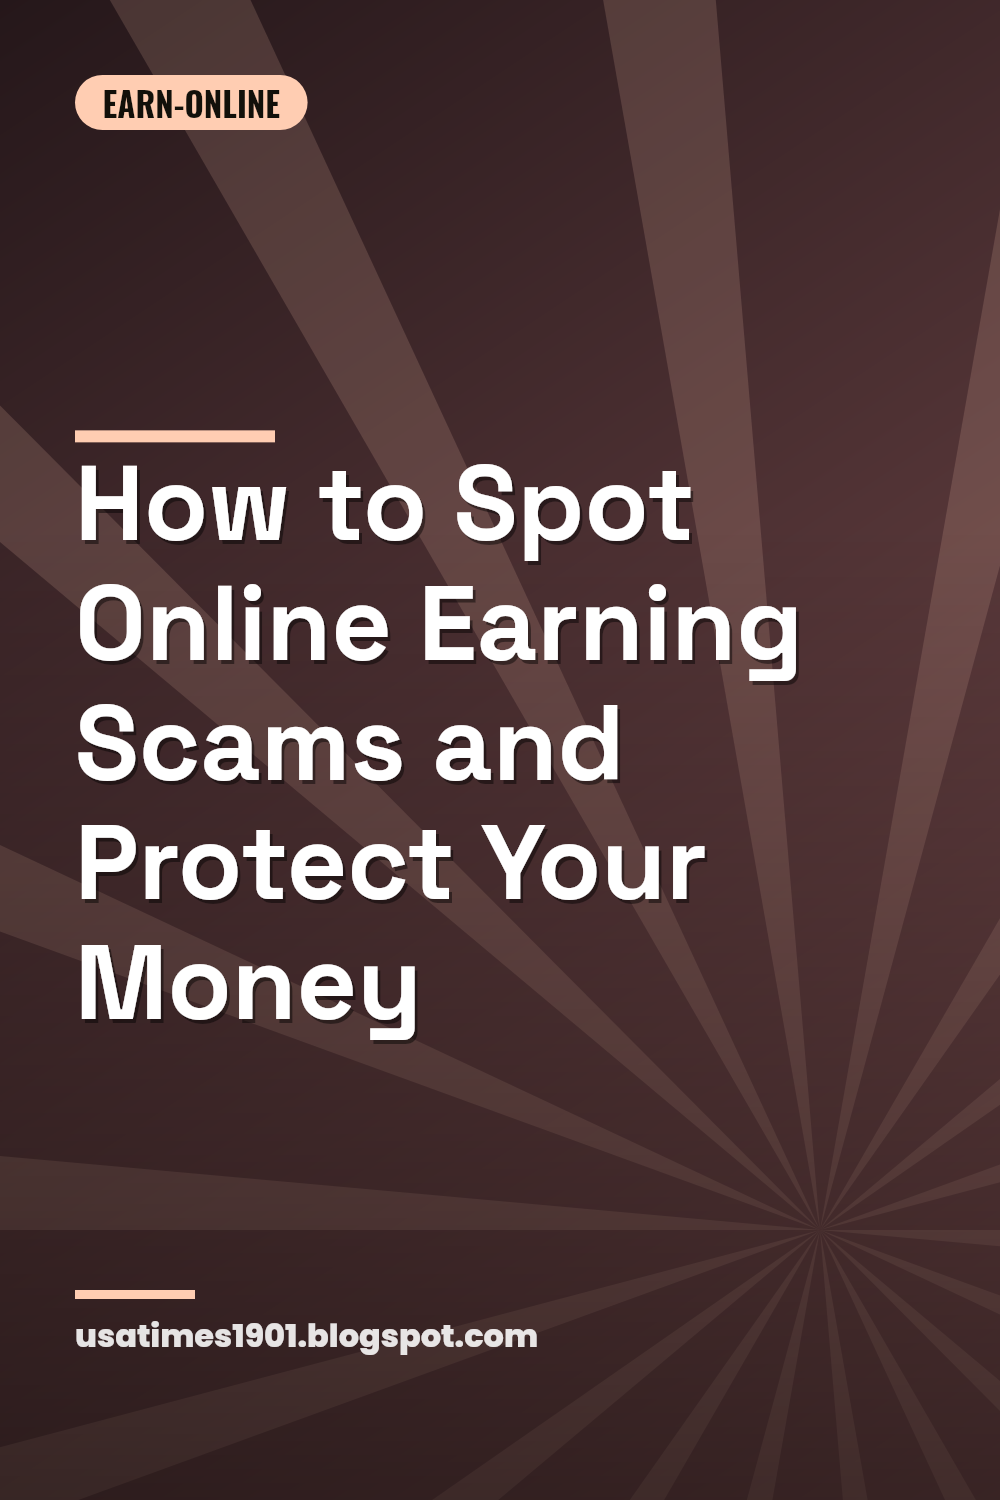 EARN-ONLINE
How to Spot
Online Earning
Scams and
Protect Your
Money
usatimes1901.blogspot.com